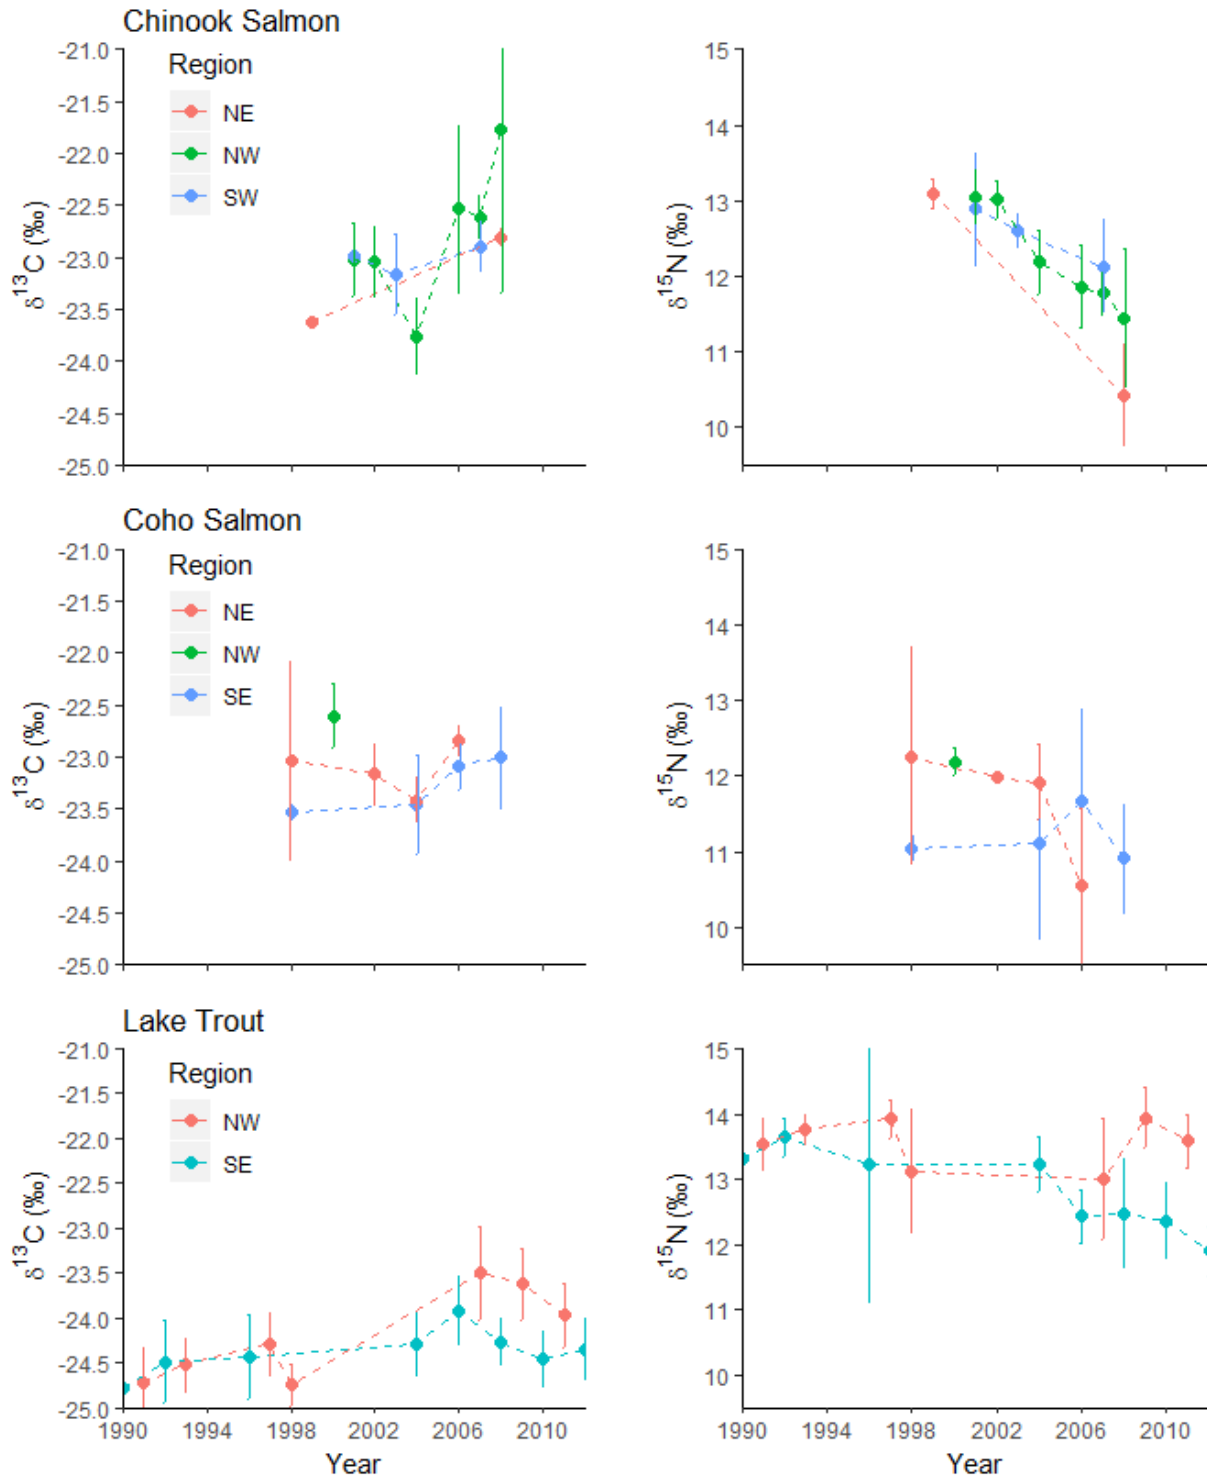 Chinook Salmon
-21.0
-21.5
-22.0
-22.5
-23.0
-23.5
-24.0
-24.5
-25.0
δ13C (‰)
Region
NE
NW
SW
15
14
13
12
11
10
δ15N (‰)
Coho Salmon
-21.0
-21.5
-22.0
-22.5
-23.0
-23.5
-24.0
-24.5
-25.0
δ13C (‰)
Region
NE
NW
SE
15
14
13
12
11
10
δ15N (‰)
Lake Trout
-21.0
-21.5
-22.0
-22.5
-23.0
-23.5
-24.0
-24.5
-25.0
δ13C (‰)
Region
NW
SE
1990 1994 1998 2002 2006 2010
Year
15
14
13
12
11
10
δ15N (‰)
1990 1994 1998 2002 2006 2010
Year